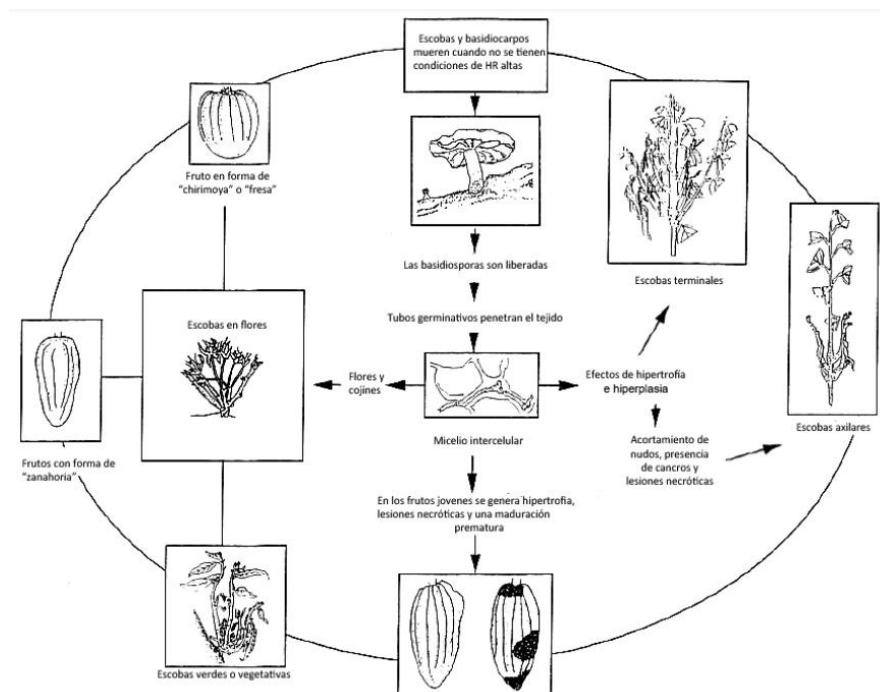 Escobas y basidiocarpos
mueren cuando no se tienen
condiciones de HR altas
Fruto en forma de
“chirimoya” o “fresa”
Las basidiosporas son liberadas
Escobas terminales
Tubos germinativos penetran el tejido
Escobas en flores
Flores y
cojines
Efectos de hipertrofía
e hiperplasia
Micelio intercelular
Escobas axilares
Acortamiento de
nudos, presencia
de cancros y
lesiones necróticas
Frutos con forma de
“zanahoria”
En los frutos jovenes se genera hipertrofia,
lesiones necróticas y una maduración
prematura
Escobas verdes o vegetativas